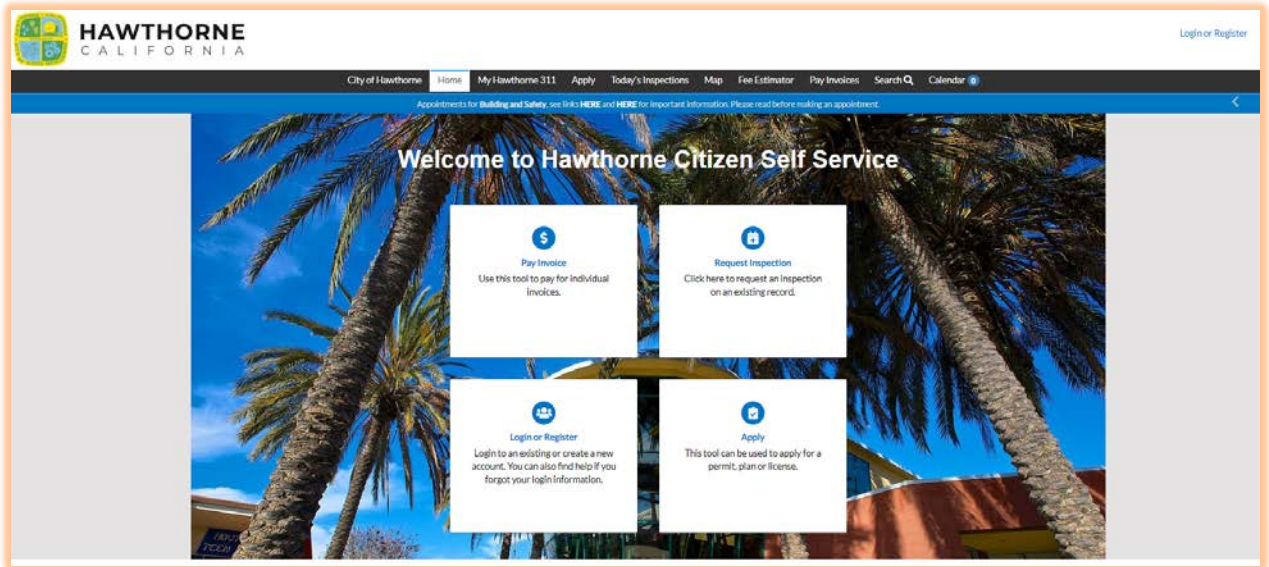 HAWTHORNE
CALIFORNIA
Login or Register
City of Hawthorne Home My Hawthorne 311 Apply Today's Inspections Map Fee Estimator Pay Invoices Search Calendar 0
Appointments for Building and Safety, see links HERE and HERE for important information. Please read before making an appointment.
Welcome to Hawthorne Citizen Self Service
Pay Invoice
Use this tool to pay for individual
invoices.
Request Inspection
Click here to request an inspection
on an existing record.
Login or Register
Login to an existing or create a new
account. You can also find help if you
forgot your login information.
Apply
This tool can be used to apply for a
permit, plan or license.
TEEN